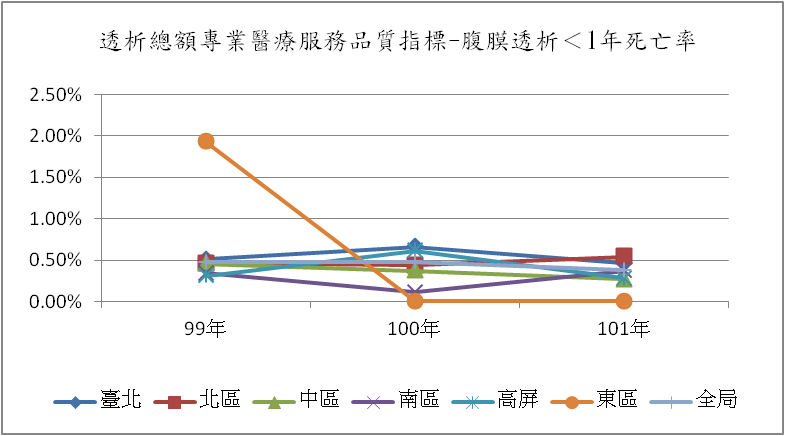 透析總額專業醫療服務品質指標-腹膜透析＜1年死亡率
2.50%
2.00%
1.50%
1.00%
0.50%
0.00%
99年 100年 101年
臺北 北區 中區 南區 高屏 東區 全局